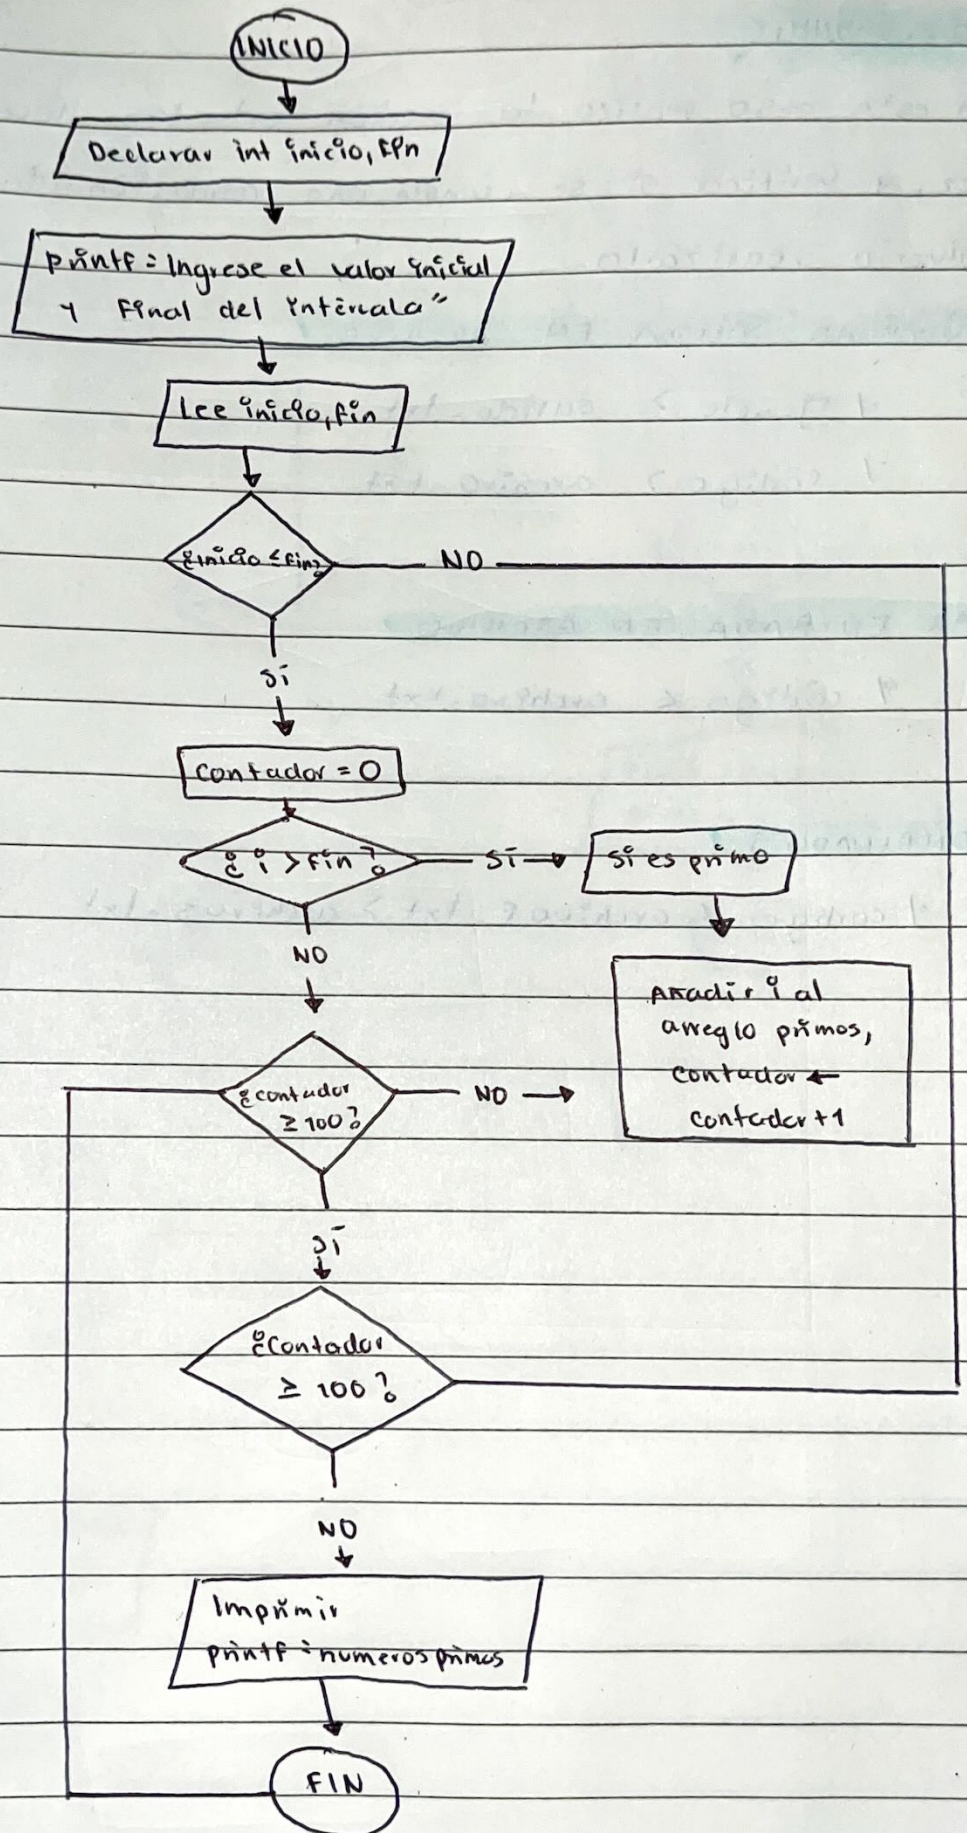 INICIO
Declarar int inicio, fin
printf = Ingrese el valor inicial
y Final del intervala"
Lee inicio, fin
¿inicio ≤ fin?
NO
Sí
contador = 0
¿ i > fin ?
Sí
Si es primo
NO
Añadir i al
arreglo primos,
contador ←
contador + 1
¿contador
≥ 100?
NO
Sí
¿Contador
≥ 100 ?
NO
Imprimir
printf = numeros primos
FIN